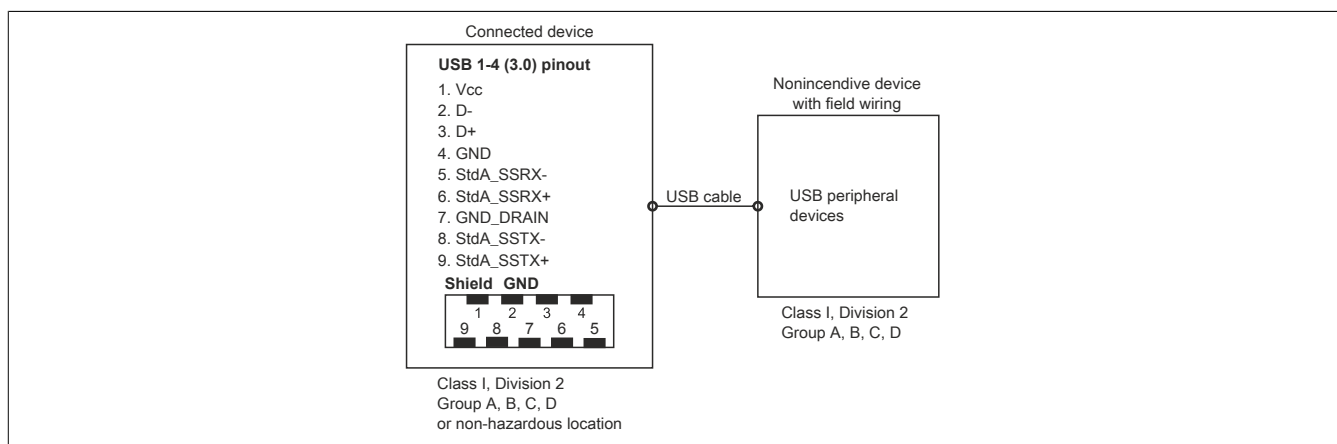 Connected device
USB 1-4 (3.0) pinout
1. Vcc
2. D-
3. D+
4. GND
5. StdA_SSRX-
6. StdA_SSRX+
7. GND_DRAIN
8. StdA_SSTX-
9. StdA_SSTX+
Shield GND
1 2 3 4
9 8 7 6 5
Class I, Division 2
Group A, B, C, D
or non-hazardous location
USB cable
Nonincendive device
with field wiring
USB peripheral
devices
Class I, Division 2
Group A, B, C, D